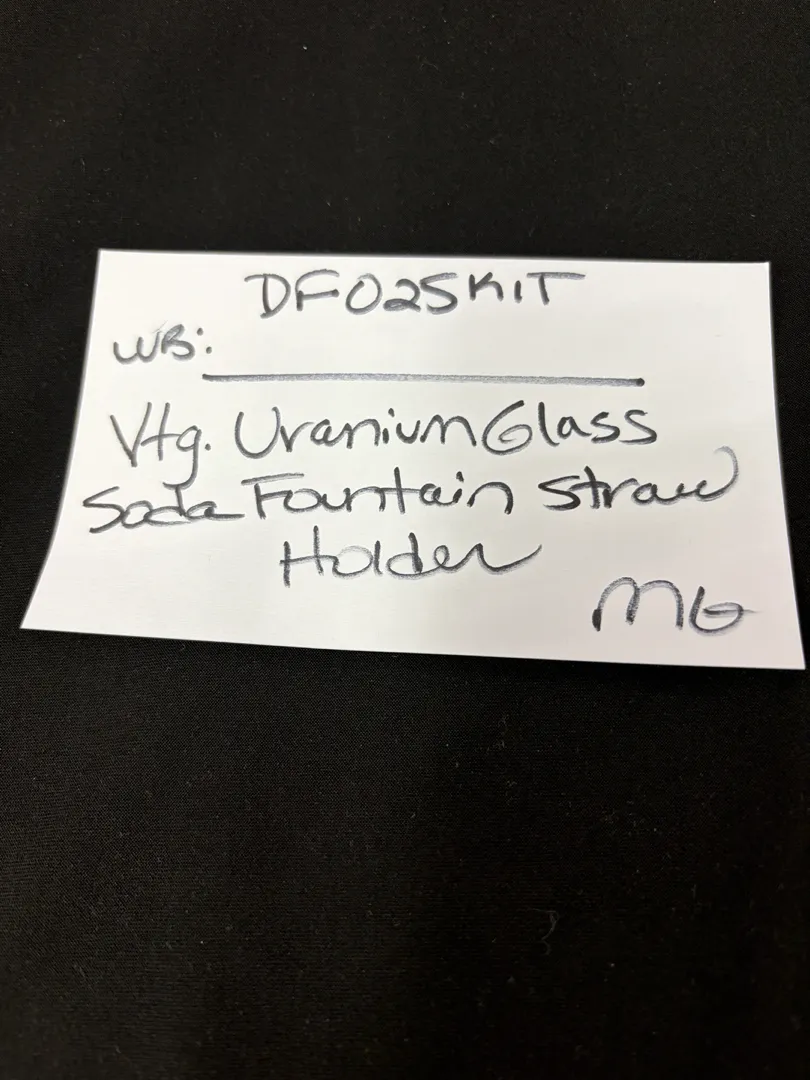 DF025KIT
WB:
Vtg. Uranium Glass
Soda Fountain Straw
Holder
MG